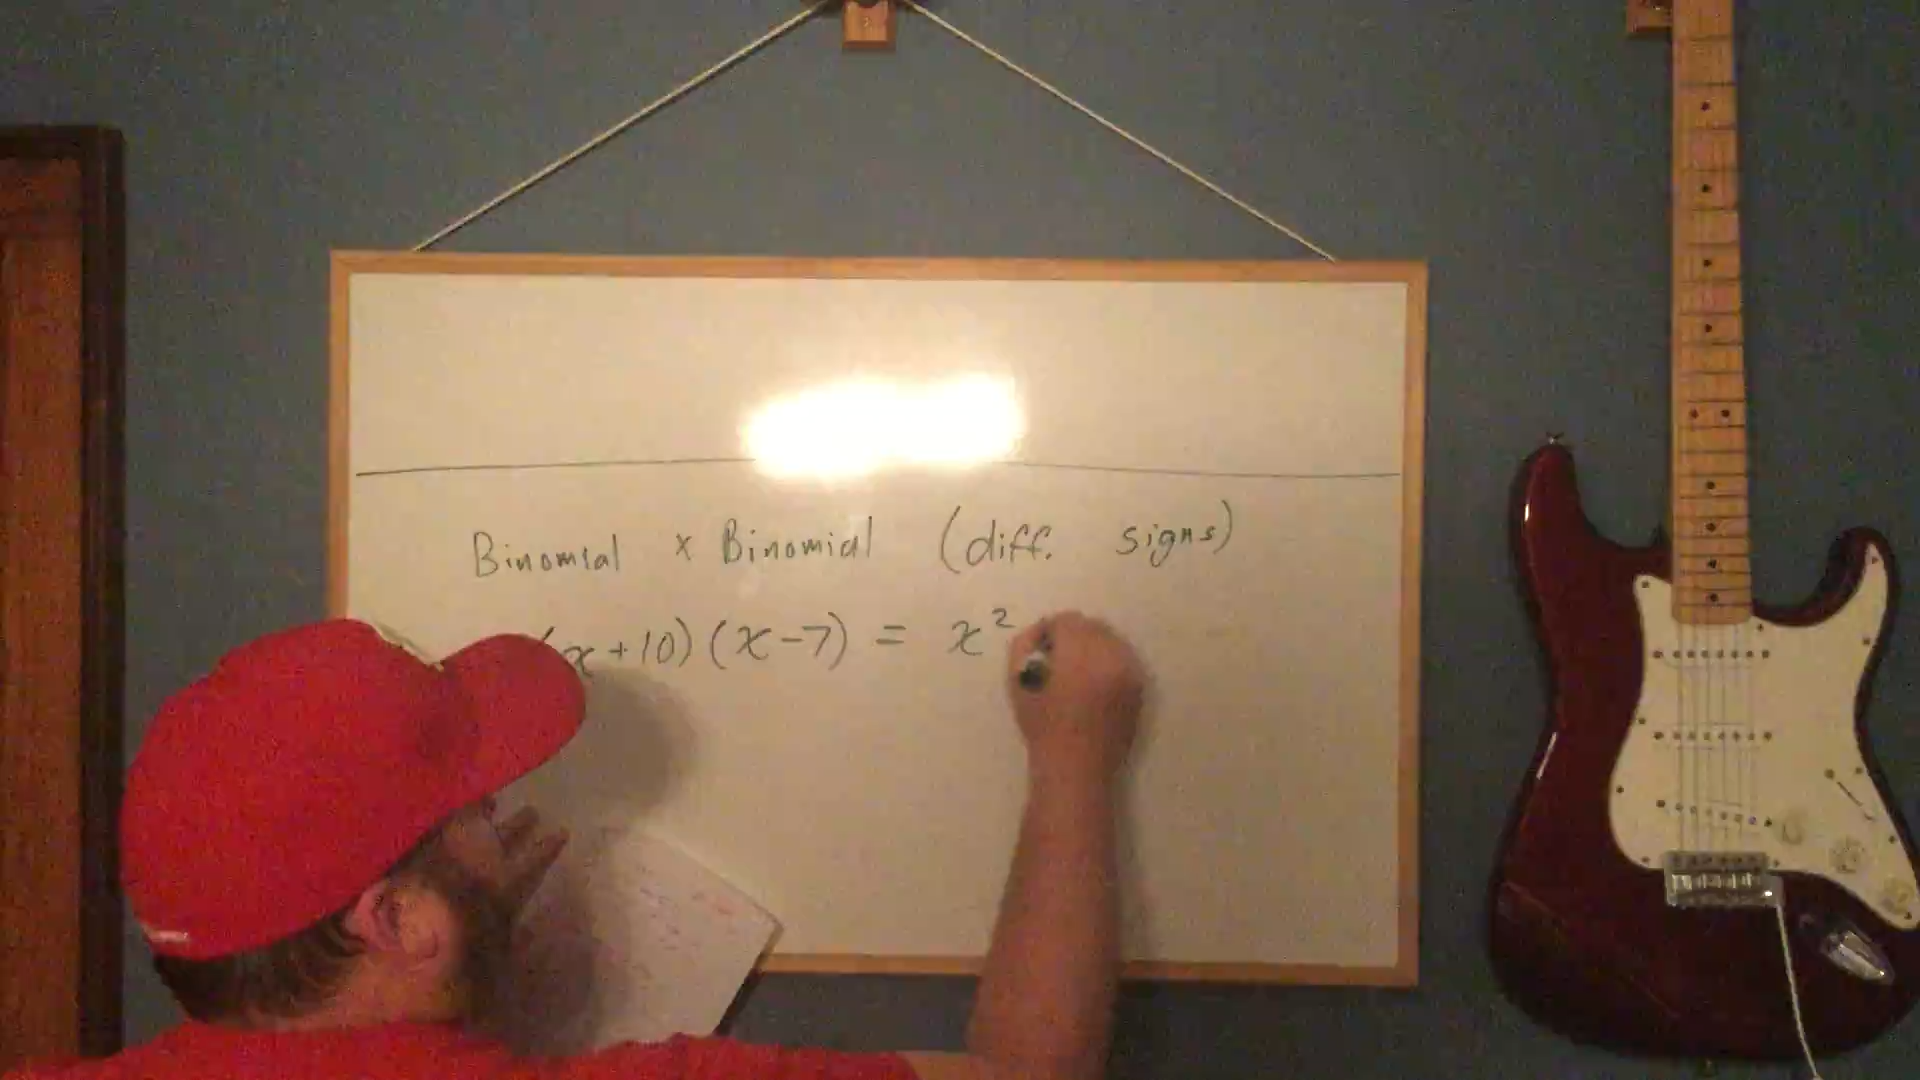 Binomial x Binomial (diff. signs)
(x+10)(x-7) = x²